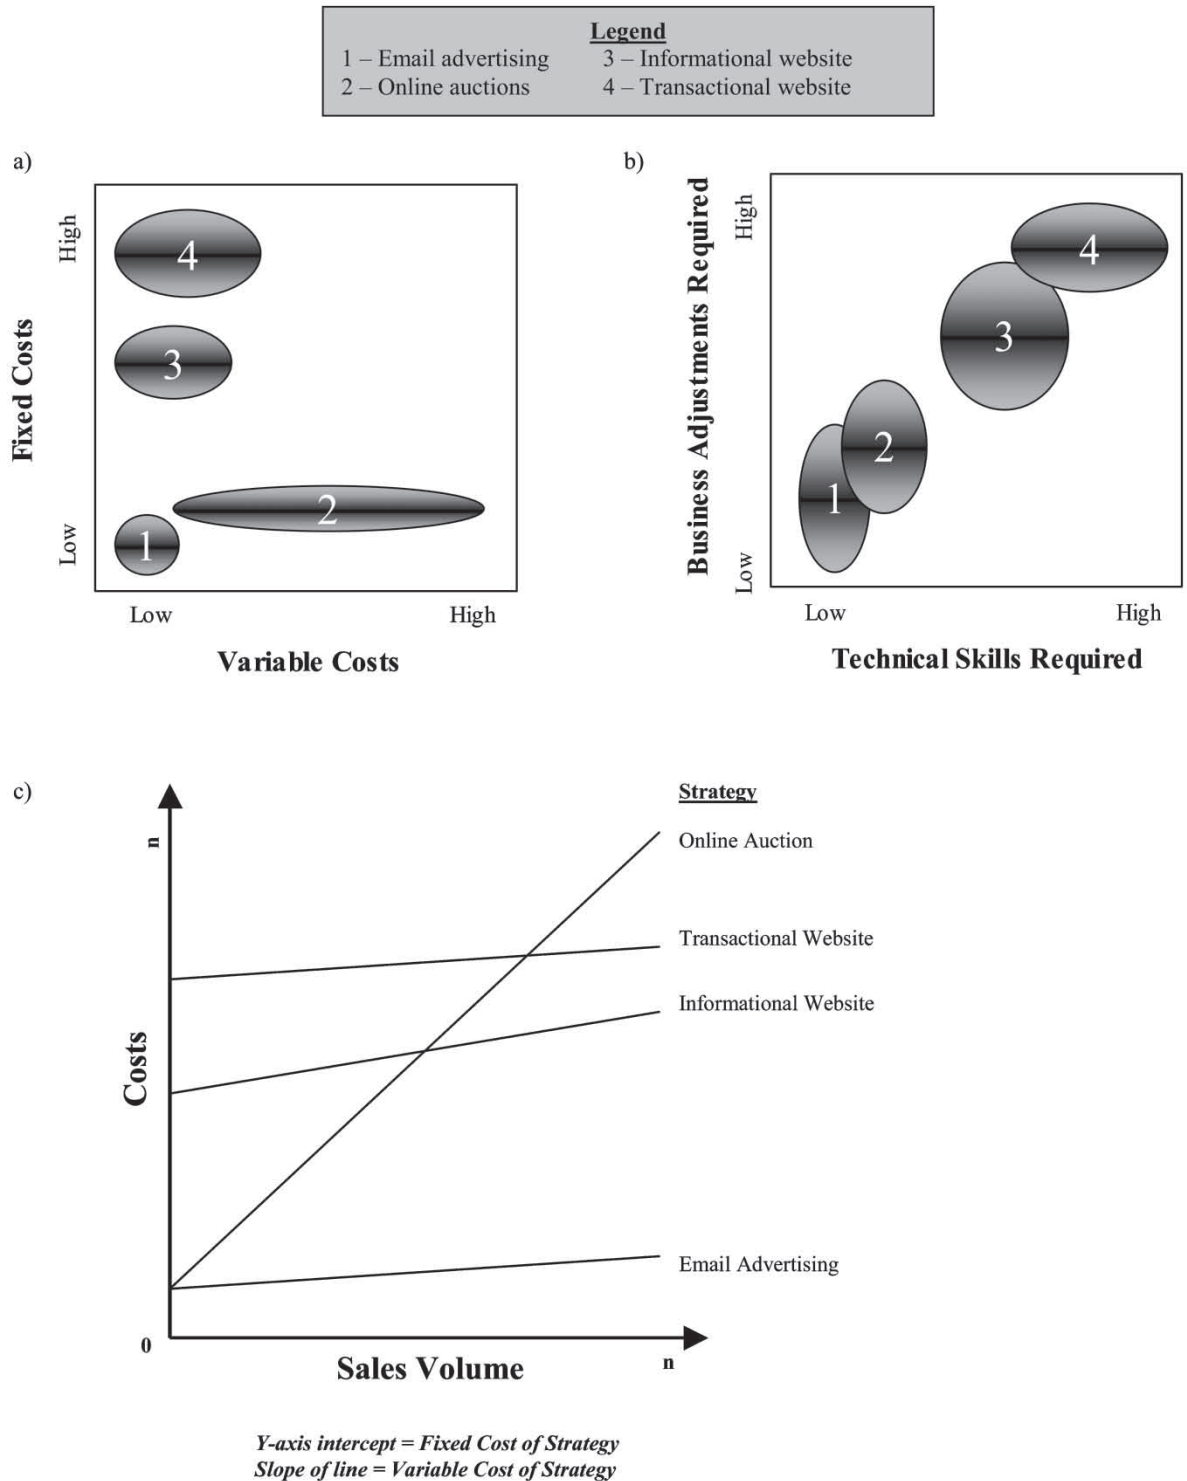 Legend
1 – Email advertising 3 – Informational website
2 – Online auctions 4 – Transactional website
a)
High
Fixed Costs
Low
4
3
2
1
Low High
Variable Costs
b)
High
Business Adjustments Required
Low
4
3
2
1
Low High
Technical Skills Required
c)
n
Costs
0
Strategy
Online Auction
Transactional Website
Informational Website
Email Advertising
Sales Volume
n
Y-axis intercept = Fixed Cost of Strategy
Slope of line = Variable Cost of Strategy